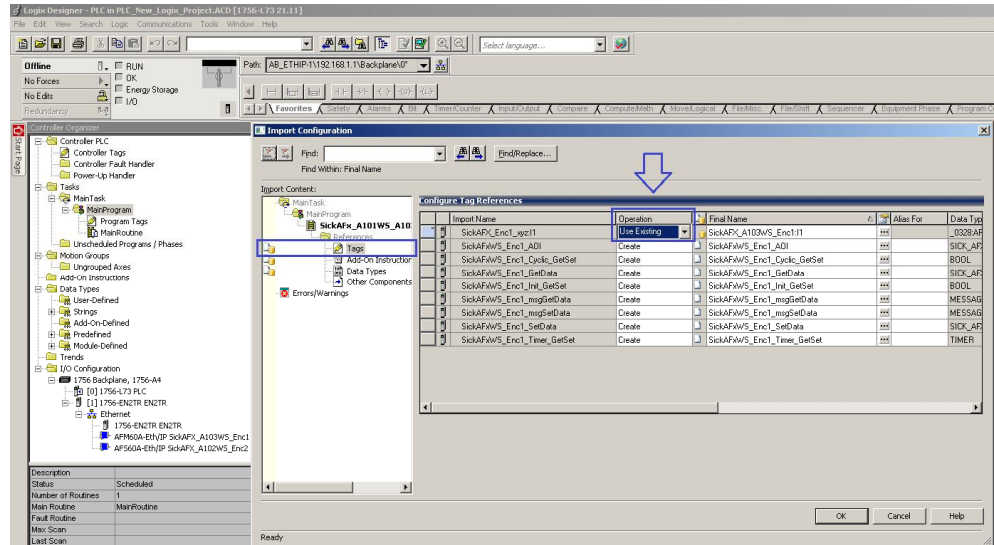 Logix Designer - PLC in PLC_New_Logix_Project.ACD [1756-L73 21.11]
File Edit View Search Logic Communications Tools Window Help
Select language...
Offline
RUN
Path: AB_ETHIP-1\192.168.1.1\Backplane\0*
No Forces
OK
Energy Storage
No Edits
I/O
Redundancy
Favorites Safety Alarms Bit Timer/Counter Input/Output Compare Compute/Math Move/Logical File/Misc. File/Shift Sequencer Equipment Phase Program Co
Start Page
Controller Organizer
Controller PLC
Controller Tags
Controller Fault Handler
Power-Up Handler
Tasks
MainTask
MainProgram
Program Tags
MainRoutine
Unscheduled Programs / Phases
Motion Groups
Ungrouped Axes
Add-On Instructions
Data Types
User-Defined
Strings
Add-On-Defined
Predefined
Module-Defined
Trends
I/O Configuration
1756 Backplane, 1756-A4
[0] 1756-L73 PLC
[1] 1756-EN2TR EN2TR
Ethernet
1756-EN2TR EN2TR
AFM60A-Eth/IP SickAFX_A103WS_Enc1
AFS60A-Eth/IP SickAFX_A102WS_Enc2
Description
Status Scheduled
Number of Routines 1
Main Routine MainRoutine
Fault Routine
Max Scan
Last Scan
Import Configuration
Find:
Find/Replace...
Find Within: Final Name
Import Content:
MainTask
MainProgram
SickAFx_A101WS_A10
References
Tags
Add-On Instruction
Data Types
Other Components
Errors/Warnings
Configure Tag References
Import Name Operation Final Name Alias For Data Typ
SickAFX_Enc1_xyz:I1 Use Existing SickAFX_A103WS_Enc1:I1 _0328:AF
SickAFxWS_Enc1_AOI Create SickAFxWS_Enc1_AOI SICK_AF
SickAFxWS_Enc1_Cyclic_GetSet Create SickAFxWS_Enc1_Cyclic_GetSet BOOL
SickAFxWS_Enc1_GetData Create SickAFxWS_Enc1_GetData SICK_AF
SickAFxWS_Enc1_Init_GetSet Create SickAFxWS_Enc1_Init_GetSet BOOL
SickAFxWS_Enc1_msgGetData Create SickAFxWS_Enc1_msgGetData MESSAG
SickAFxWS_Enc1_msgSetData Create SickAFxWS_Enc1_msgSetData MESSAG
SickAFxWS_Enc1_SetData Create SickAFxWS_Enc1_SetData SICK_AF
SickAFxWS_Enc1_Timer_GetSet Create SickAFxWS_Enc1_Timer_GetSet TIMER
OK Cancel Help
Ready